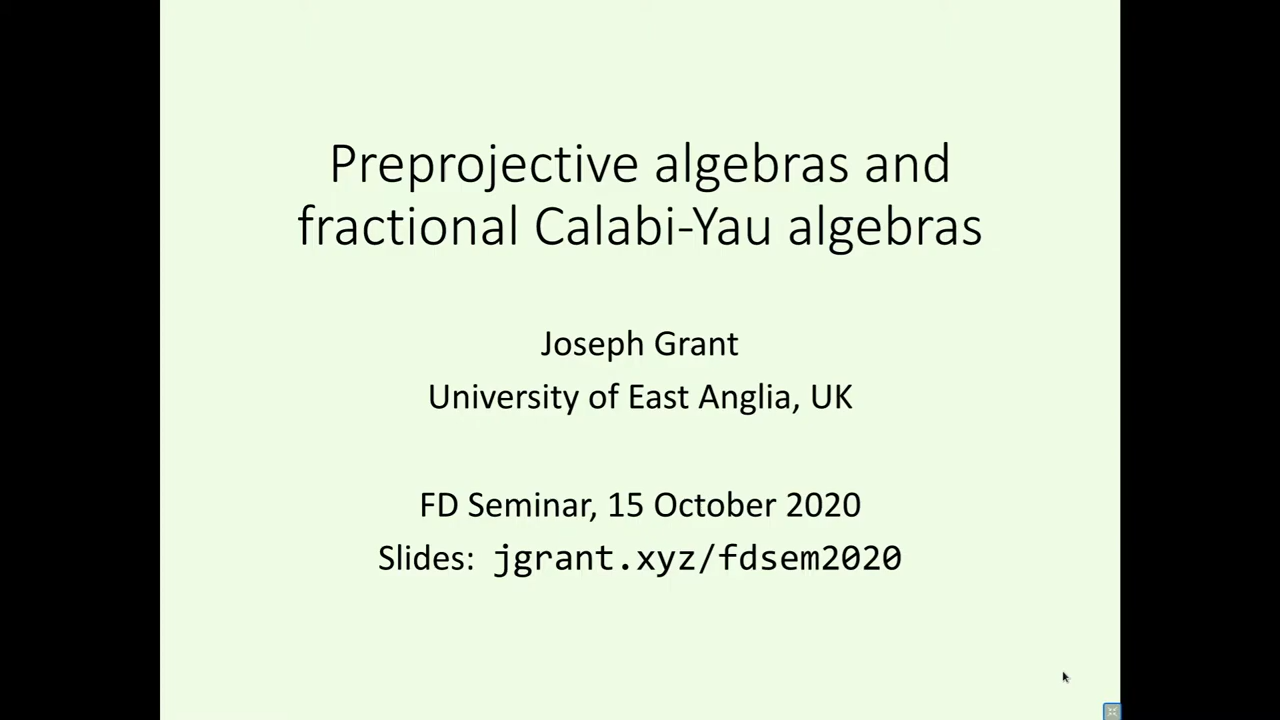 Preprojective algebras and
fractional Calabi-Yau algebras
Joseph Grant
University of East Anglia, UK
FD Seminar, 15 October 2020
Slides: jgrant.xyz/fdsem2020